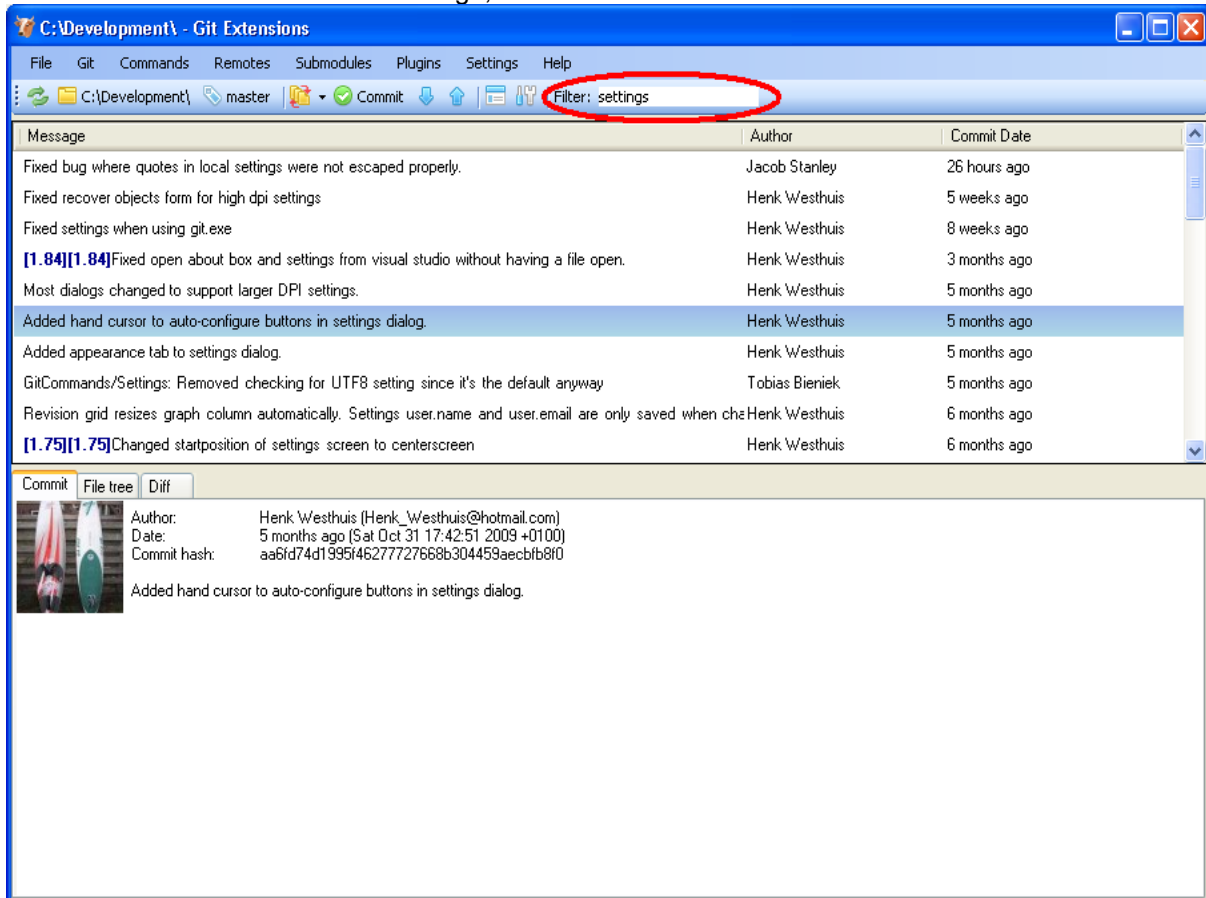 C:\Development\ - Git Extensions
File Git Commands Remotes Submodules Plugins Settings Help
C:\Development\ master Commit Filter: settings
Message Author Commit Date
Fixed bug where quotes in local settings were not escaped properly. Jacob Stanley 26 hours ago
Fixed recover objects form for high dpi settings Henk Westhuis 5 weeks ago
Fixed settings when using git.exe Henk Westhuis 8 weeks ago
[1.84][1.84]Fixed open about box and settings from visual studio without having a file open. Henk Westhuis 3 months ago
Most dialogs changed to support larger DPI settings. Henk Westhuis 5 months ago
Added hand cursor to auto-configure buttons in settings dialog. Henk Westhuis 5 months ago
Added appearance tab to settings dialog. Henk Westhuis 5 months ago
GitCommands/Settings: Removed checking for UTF8 setting since it's the default anyway Tobias Bieniek 5 months ago
Revision grid resizes graph column automatically. Settings user.name and user.email are only saved when cha Henk Westhuis 6 months ago
[1.75][1.75]Changed startposition of settings screen to centerscreen Henk Westhuis 6 months ago
Commit File tree Diff
Author: Henk Westhuis (Henk_Westhuis@hotmail.com)
Date: 5 months ago (Sat Oct 31 17:42:51 2009 +0100)
Commit hash: aa6fd74d1995f46277727668b304459aecbfb8f0
Added hand cursor to auto-configure buttons in settings dialog.